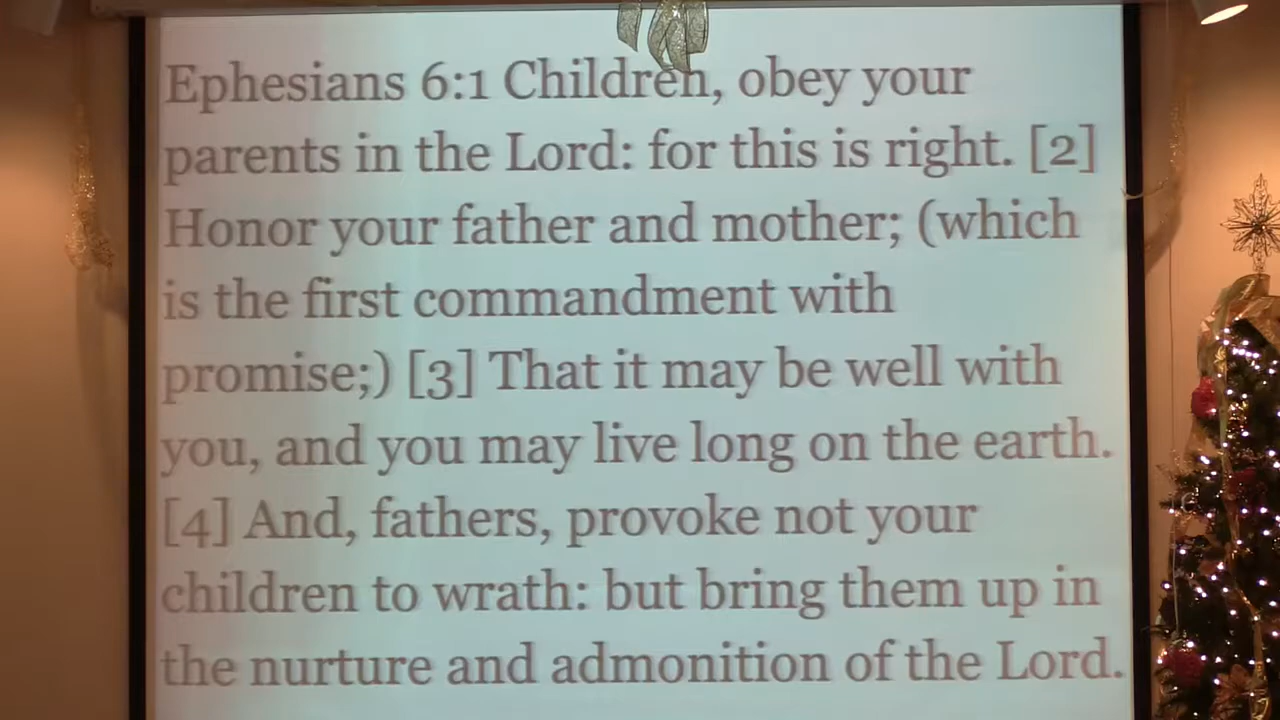 Ephesians 6:1 Children, obey your
parents in the Lord: for this is right. [2]
Honor your father and mother; (which
is the first commandment with
promise;) [3] That it may be well with
you, and you may live long on the earth.
[4] And, fathers, provoke not your
children to wrath: but bring them up in
the nurture and admonition of the Lord.